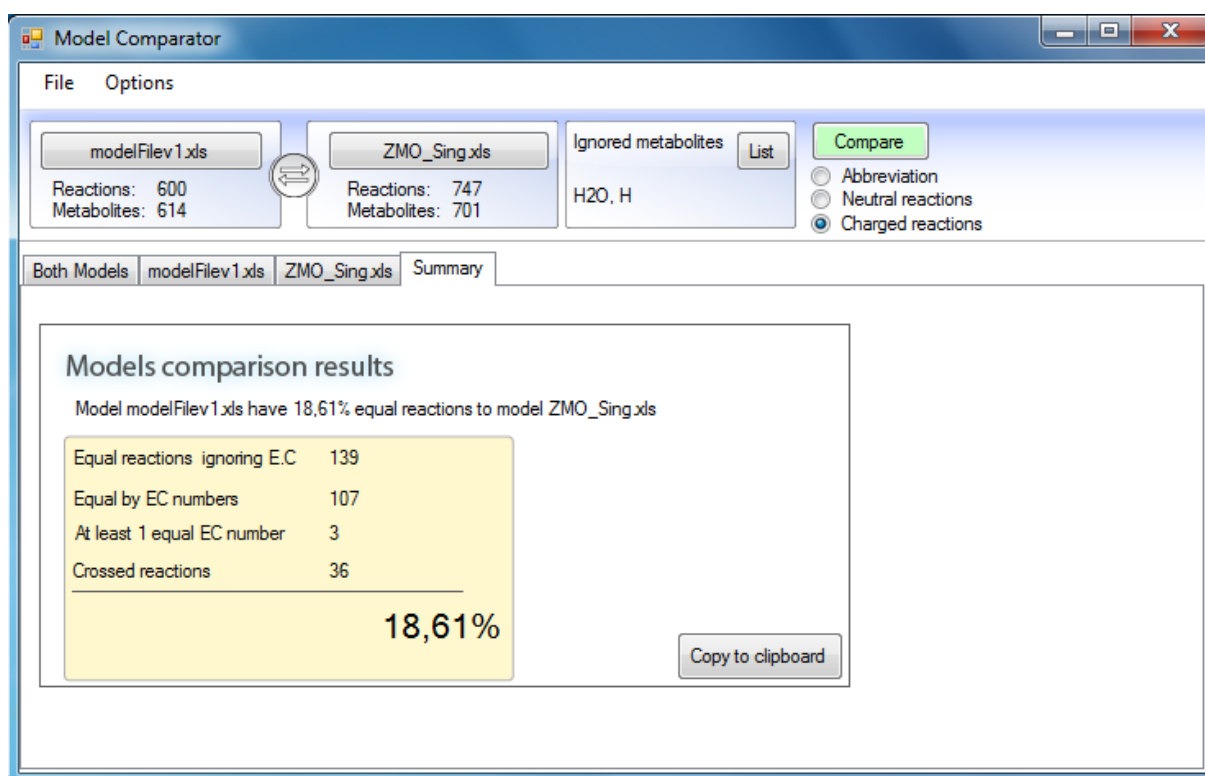 Model Comparator
File Options
modelFilev1.xls
Reactions: 600
Metabolites: 614
ZMO_Sing.xls
Reactions: 747
Metabolites: 701
Ignored metabolites List
H2O, H
Compare
Abbreviation
Neutral reactions
Charged reactions
Both Models modelFilev1.xls ZMO_Sing.xls Summary
Models comparison results
Model modelFilev1.xls have 18,61% equal reactions to model ZMO_Sing.xls
Equal reactions ignoring E.C 139
Equal by EC numbers 107
At least 1 equal EC number 3
Crossed reactions 36
18,61%
Copy to clipboard